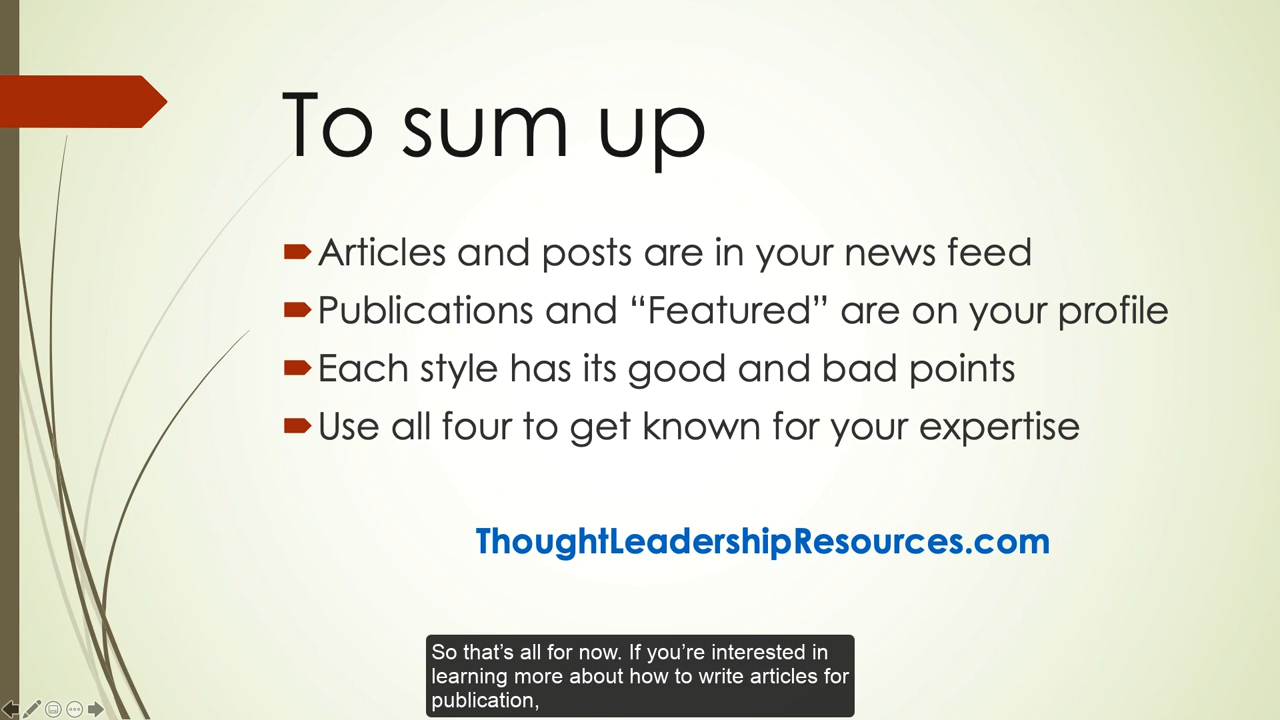 To sum up
Articles and posts are in your news feed
Publications and “Featured” are on your profile
Each style has its good and bad points
Use all four to get known for your expertise
ThoughtLeadershipResources.com
So that’s all for now. If you’re interested in
learning more about how to write articles for
publication,